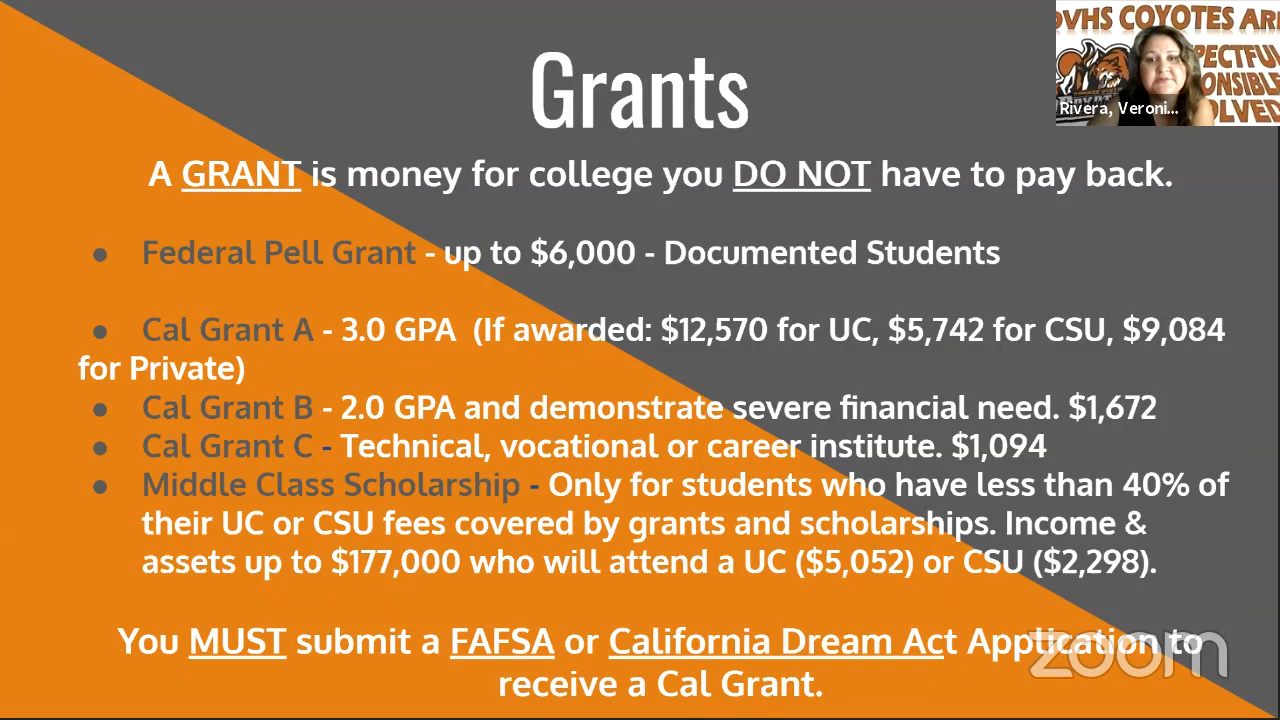 OVHS COYOTES ARE
PECTFUL
ONSIBLE
OLVED
Rivera, Veroni...
Grants
A GRANT is money for college you DO NOT have to pay back.
● Federal Pell Grant - up to $6,000 - Documented Students
● Cal Grant A - 3.0 GPA (If awarded: $12,570 for UC, $5,742 for CSU, $9,084
for Private)
● Cal Grant B - 2.0 GPA and demonstrate severe financial need. $1,672
● Cal Grant C - Technical, vocational or career institute. $1,094
● Middle Class Scholarship - Only for students who have less than 40% of
their UC or CSU fees covered by grants and scholarships. Income &
assets up to $177,000 who will attend a UC ($5,052) or CSU ($2,298).
You MUST submit a FAFSA or California Dream Act Application to
receive a Cal Grant.
zoom